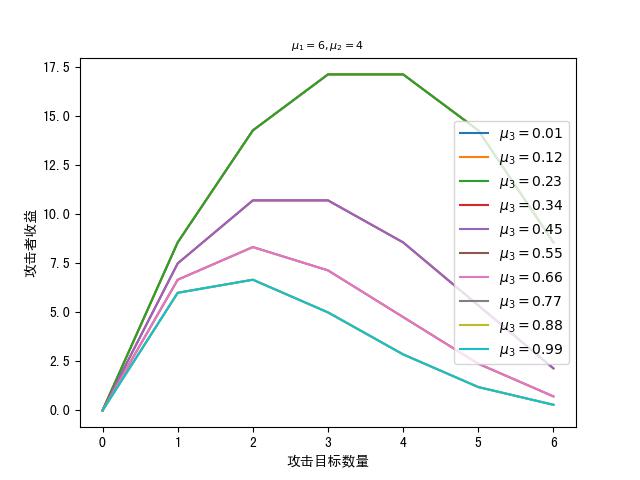 μ₁ = 6, μ₂ = 4
17.5
15.0
12.5
10.0
7.5
5.0
2.5
0.0
攻击者收益
μ₃ = 0.01
μ₃ = 0.12
μ₃ = 0.23
μ₃ = 0.34
μ₃ = 0.45
μ₃ = 0.55
μ₃ = 0.66
μ₃ = 0.77
μ₃ = 0.88
μ₃ = 0.99
0 1 2 3 4 5 6
攻击目标数量